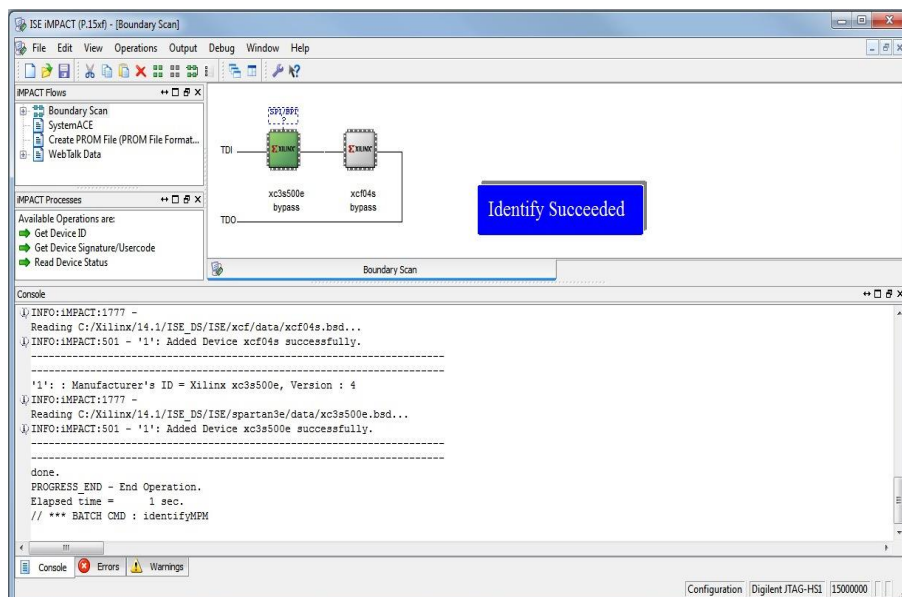 ISE iMPACT (P.15xf) - [Boundary Scan]
File Edit View Operations Output Debug Window Help
iMPACT Flows
Boundary Scan
SystemACE
Create PROM File (PROM File Format...
WebTalk Data
iMPACT Processes
Available Operations are:
Get Device ID
Get Device Signature/Usercode
Read Device Status
SPI/BPI
?
TDI
XILINX XILINX
xc3s500e xcf04s
bypass bypass
TDO
Identify Succeeded
Boundary Scan
Console
INFO:iMPACT:1777 -
Reading C:/Xilinx/14.1/ISE_DS/ISE/xcf/data/xcf04s.bsd...
INFO:iMPACT:501 - '1': Added Device xcf04s successfully.
----------------------------------------------------------------------
----------------------------------------------------------------------
'1': : Manufacturer's ID = Xilinx xc3s500e, Version : 4
INFO:iMPACT:1777 -
Reading C:/Xilinx/14.1/ISE_DS/ISE/spartan3e/data/xc3s500e.bsd...
INFO:iMPACT:501 - '1': Added Device xc3s500e successfully.
----------------------------------------------------------------------
----------------------------------------------------------------------
done.
PROGRESS_END - End Operation.
Elapsed time = 1 sec.
// *** BATCH CMD : identifyMPM
Console Errors Warnings
Configuration Digilent JTAG-HS1 15000000